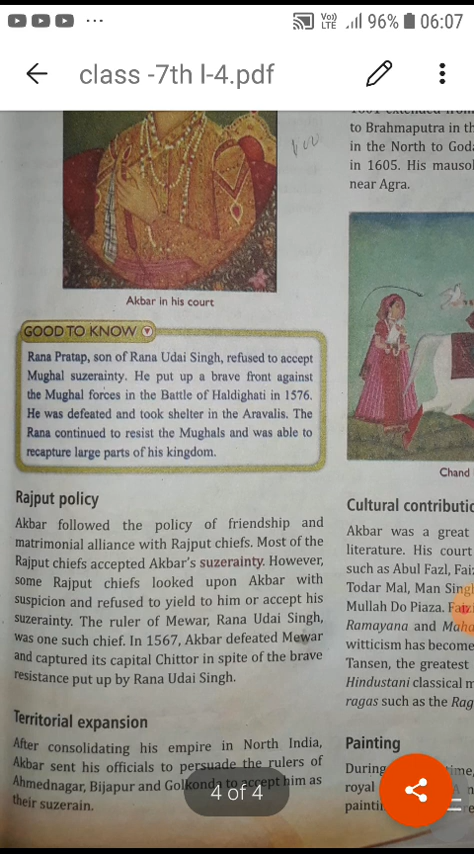 Vo))
LTE
96%
06:07
class -7th l-4.pdf
to Brahmaputra in th
in the North to Goda
in 1605. His mausol
near Agra.
Akbar in his court
GOOD TO KNOW
Rana Pratap, son of Rana Udai Singh, refused to accept
Mughal suzerainty. He put up a brave front against
the Mughal forces in the Battle of Haldighati in 1576.
He was defeated and took shelter in the Aravalis. The
Rana continued to resist the Mughals and was able to
recapture large parts of his kingdom.
Rajput policy
Akbar followed the policy of friendship and
matrimonial alliance with Rajput chiefs. Most of the
Rajput chiefs accepted Akbar's suzerainty. However,
some Rajput chiefs looked upon Akbar with
suspicion and refused to yield to him or accept his
suzerainty. The ruler of Mewar, Rana Udai Singh,
was one such chief. In 1567, Akbar defeated Mewar
and captured its capital Chittor in spite of the brave
resistance put up by Rana Udai Singh.
Territorial expansion
After consolidating his empire in North India,
Akbar sent his officials to persuade the rulers of
Ahmednagar, Bijapur and Golkonda to accept him as
their suzerain.
Chand
Cultural contributio
Akbar was a great
literature. His court
such as Abul Fazl, Faiz
Todar Mal, Man Singh
Mullah Do Piaza. Faizi
Ramayana and Maha
witticism has become
Tansen, the greatest
Hindustani classical m
ragas such as the Rag
Painting
During time,
royal
painti
4 of 4